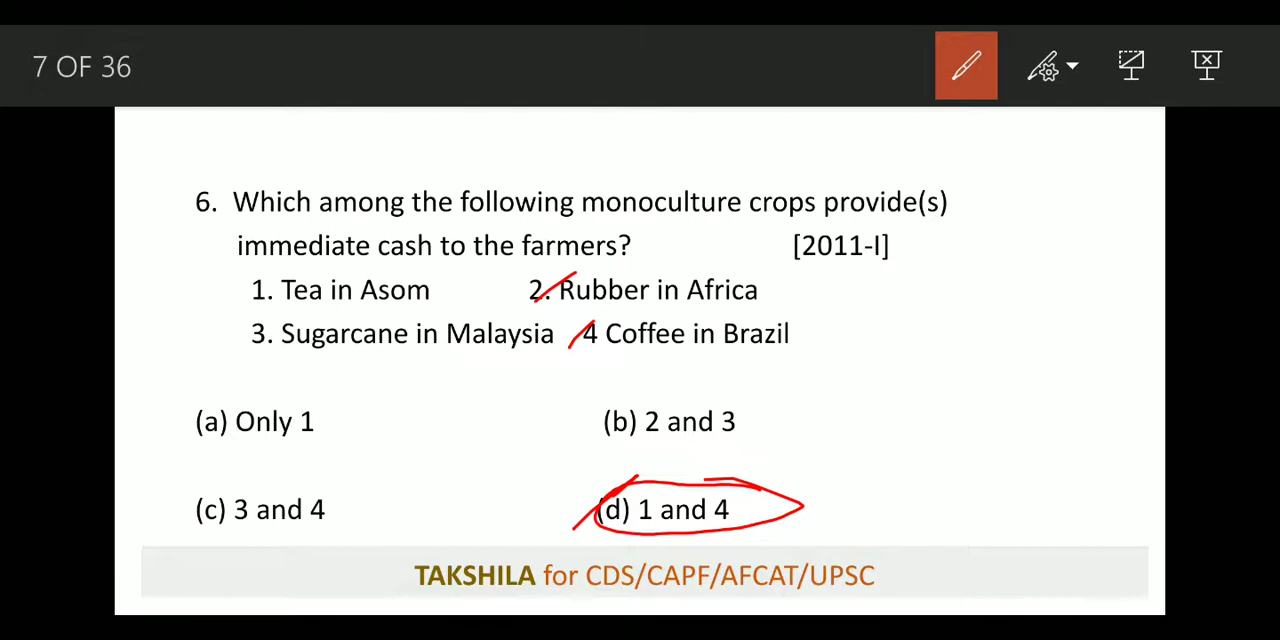 7 OF 36
6. Which among the following monoculture crops provide(s)
immediate cash to the farmers? [2011-I]
1. Tea in Asom 2. Rubber in Africa
3. Sugarcane in Malaysia 4 Coffee in Brazil
(a) Only 1 (b) 2 and 3
(c) 3 and 4 (d) 1 and 4
TAKSHILA for CDS/CAPF/AFCAT/UPSC